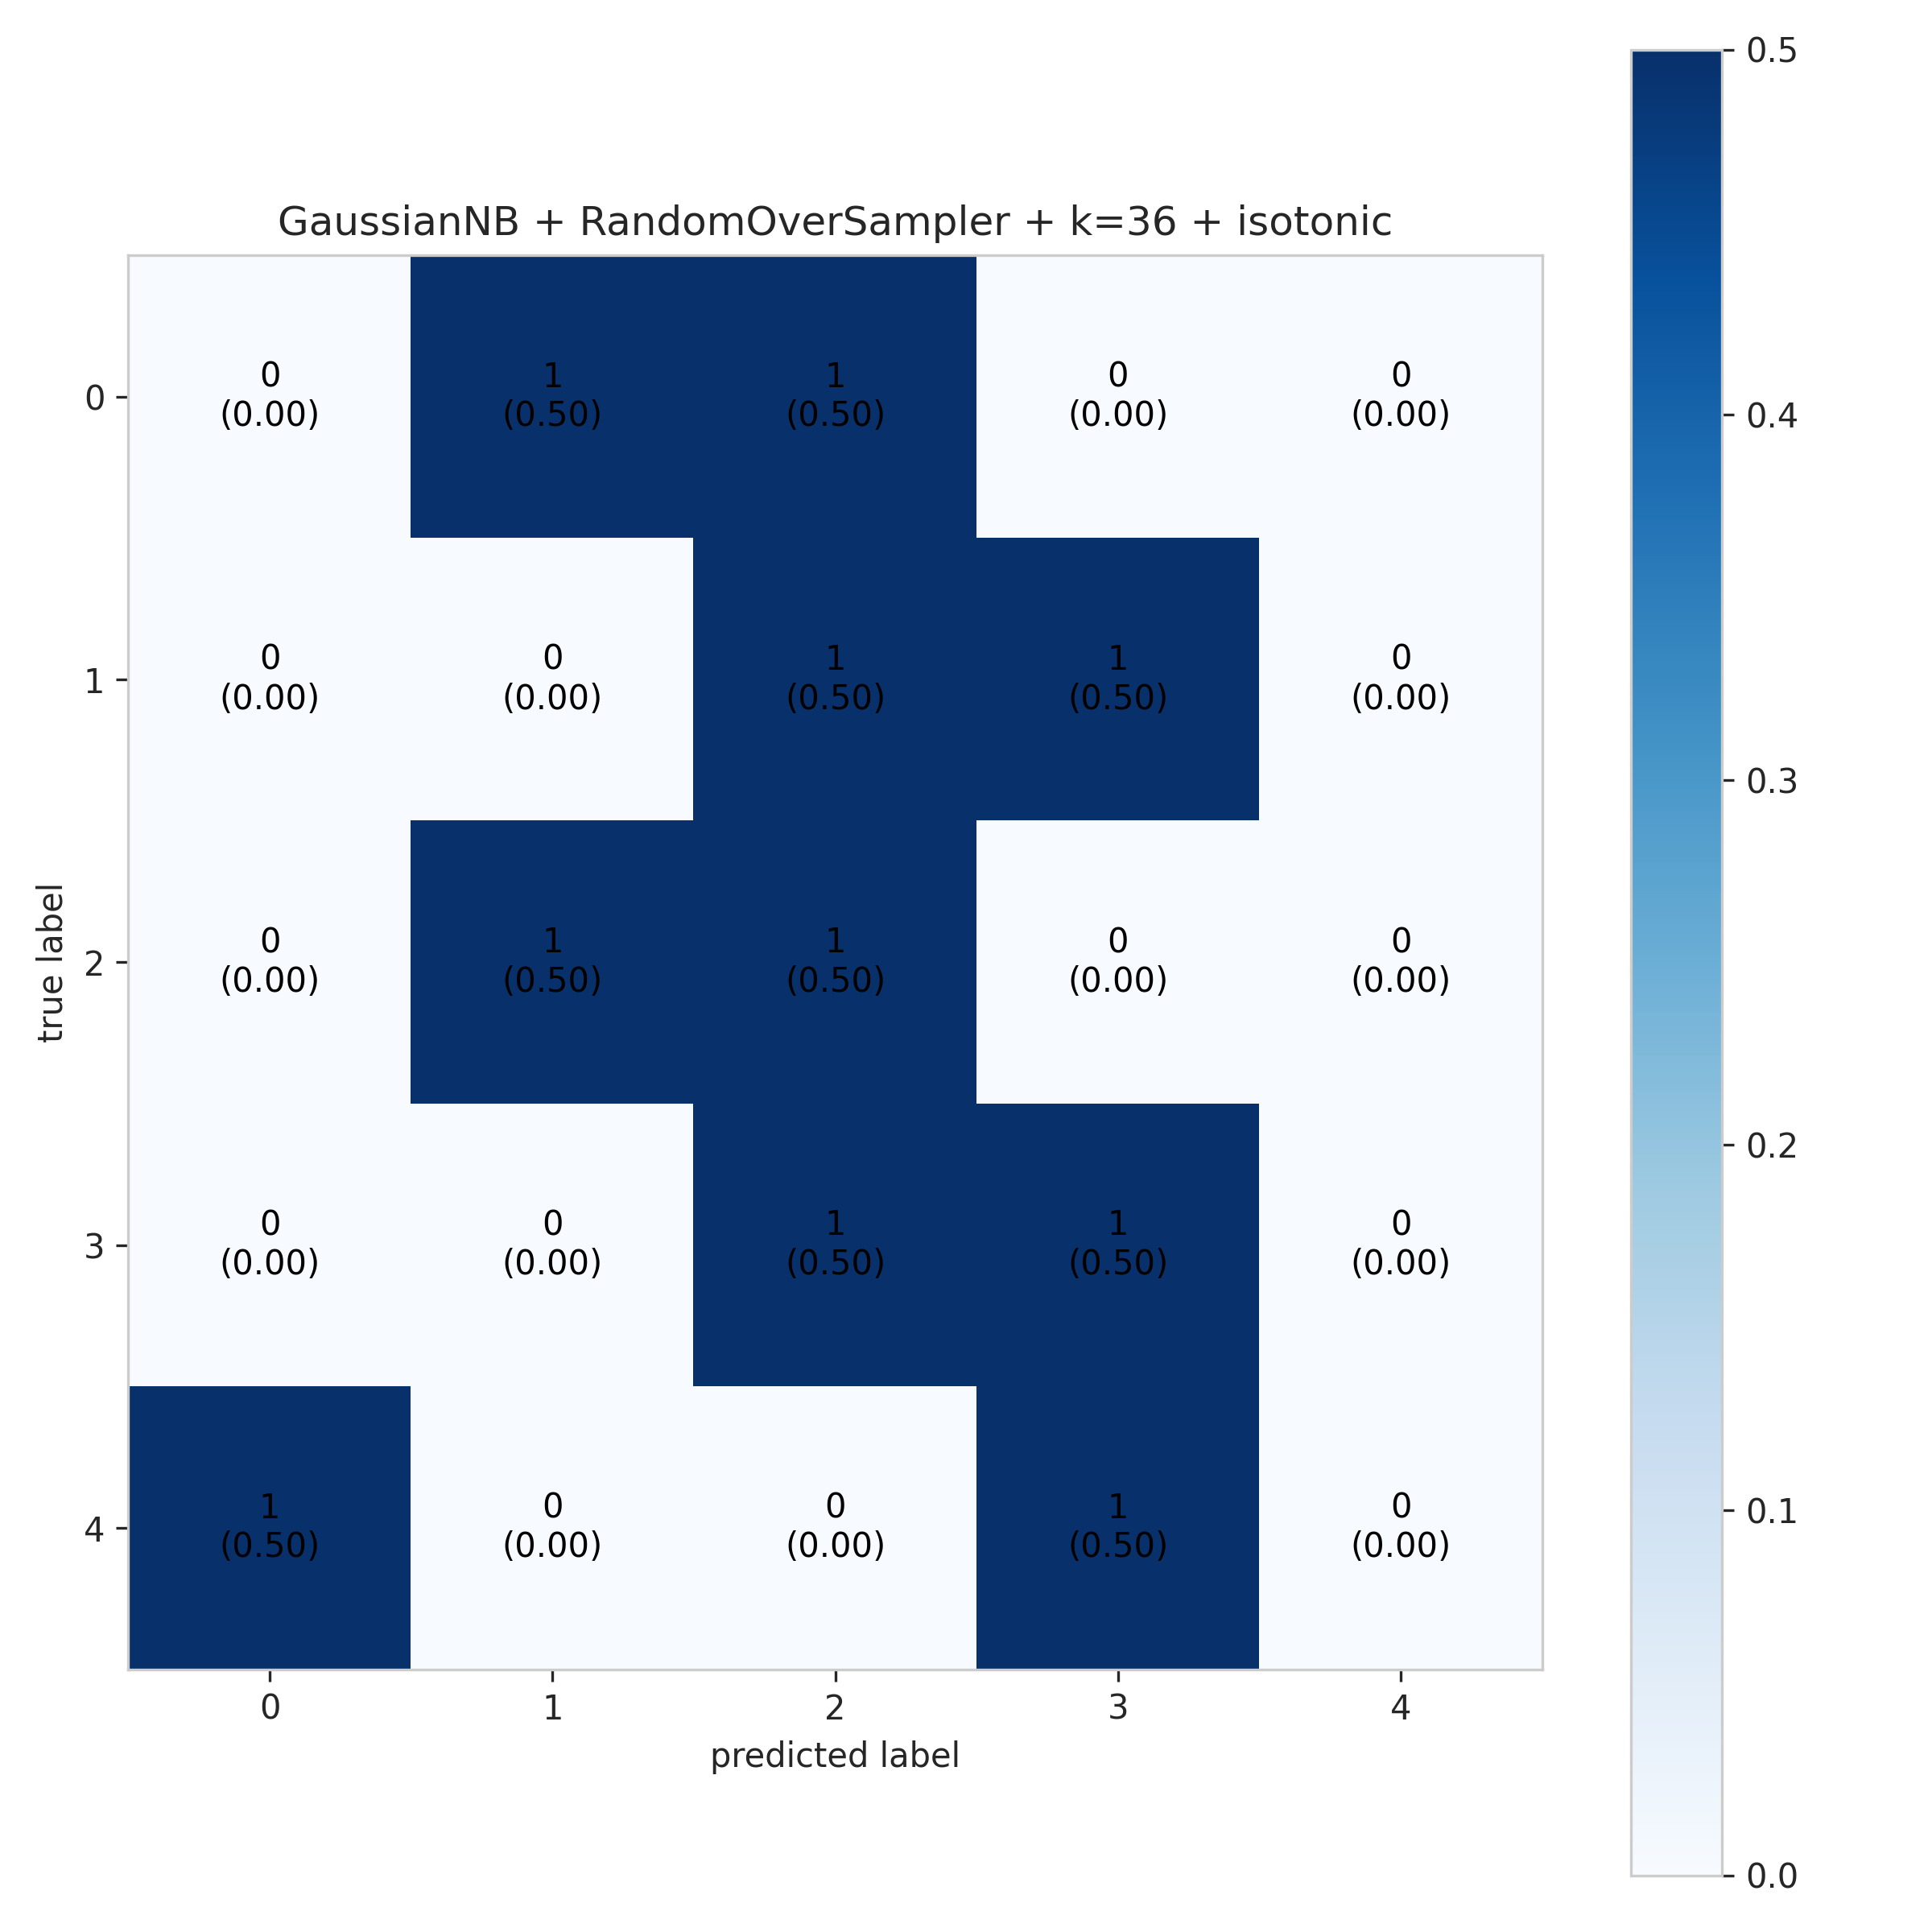 GaussianNB + RandomOverSampler + k=36 + isotonic
0.5
0.4
0.3
0.2
0.1
0.0
true label
0
0 1 1 0 0
(0.00) (0.50) (0.50) (0.00) (0.00)
1
0 0 1 1 0
(0.00) (0.00) (0.50) (0.50) (0.00)
2
0 1 1 0 0
(0.00) (0.50) (0.50) (0.00) (0.00)
3
0 0 1 1 0
(0.00) (0.00) (0.50) (0.50) (0.00)
4
1 0 0 1 0
(0.50) (0.00) (0.00) (0.50) (0.00)
0 1 2 3 4
predicted label